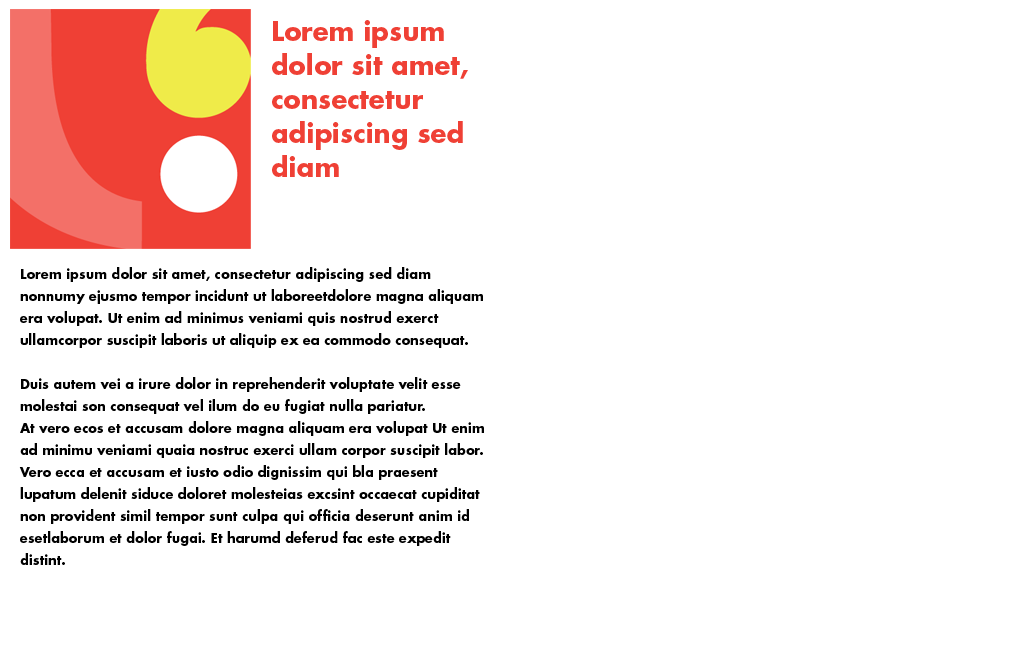 Lorem ipsum
dolor sit amet,
consectetur
adipiscing sed
diam
Lorem ipsum dolor sit amet, consectetur adipiscing sed diam
nonnumy ejusmo tempor incidunt ut laboreetdolore magna aliquam
era volupat. Ut enim ad minimus veniami quis nostrud exerct
ullamcorpor suscipit laboris ut aliquip ex ea commodo consequat.
Duis autem vei a irure dolor in reprehenderit voluptate velit esse
molestai son consequat vel ilum do eu fugiat nulla pariatur.
At vero ecos et accusam dolore magna aliquam era volupat Ut enim
ad minimu veniami quaia nostruc exerci ullam corpor suscipit labor.
Vero ecca et accusam et iusto odio dignissim qui bla praesent
lupatum delenit siduce doloret molesteias excsint occaecat cupiditat
non provident simil tempor sunt culpa qui officia deserunt anim id
esetlaborum et dolor fugai. Et harumd deferud fac este expedit
distint.